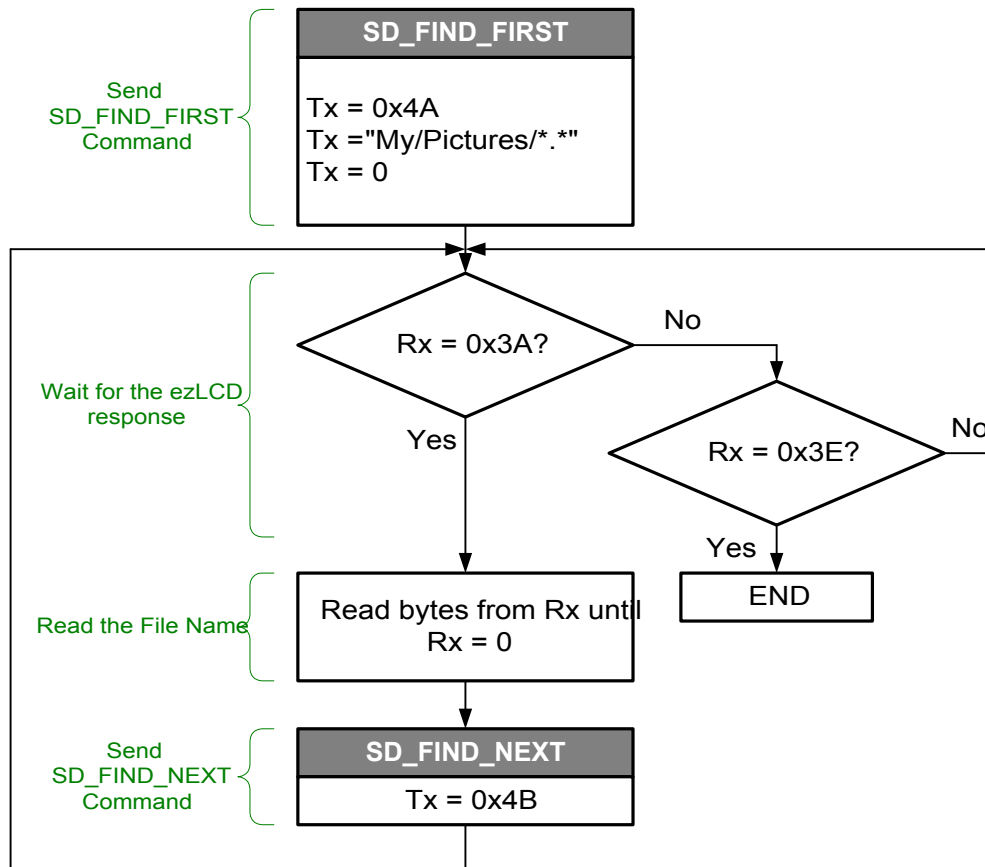 SD_FIND_FIRST
Send
SD_FIND_FIRST
Command
Tx = 0x4A
Tx ="My/Pictures/*.*"
Tx = 0
Rx = 0x3A?
No
Wait for the ezLCD
response
Yes
Rx = 0x3E?
No
Yes
END
Read the File Name
Read bytes from Rx until
Rx = 0
Send
SD_FIND_NEXT
Command
SD_FIND_NEXT
Tx = 0x4B